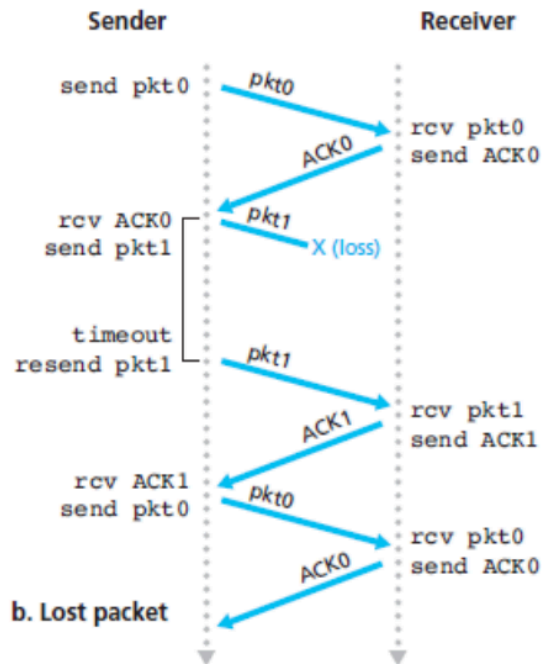 Sender
Receiver
send pkt0
pkt0
rcv pkt0
send ACK0
ACK0
rcv ACK0
send pkt1
pkt1
X (loss)
timeout
resend pkt1
pkt1
rcv pkt1
send ACK1
ACK1
rcv ACK1
send pkt0
pkt0
rcv pkt0
send ACK0
ACK0
b. Lost packet